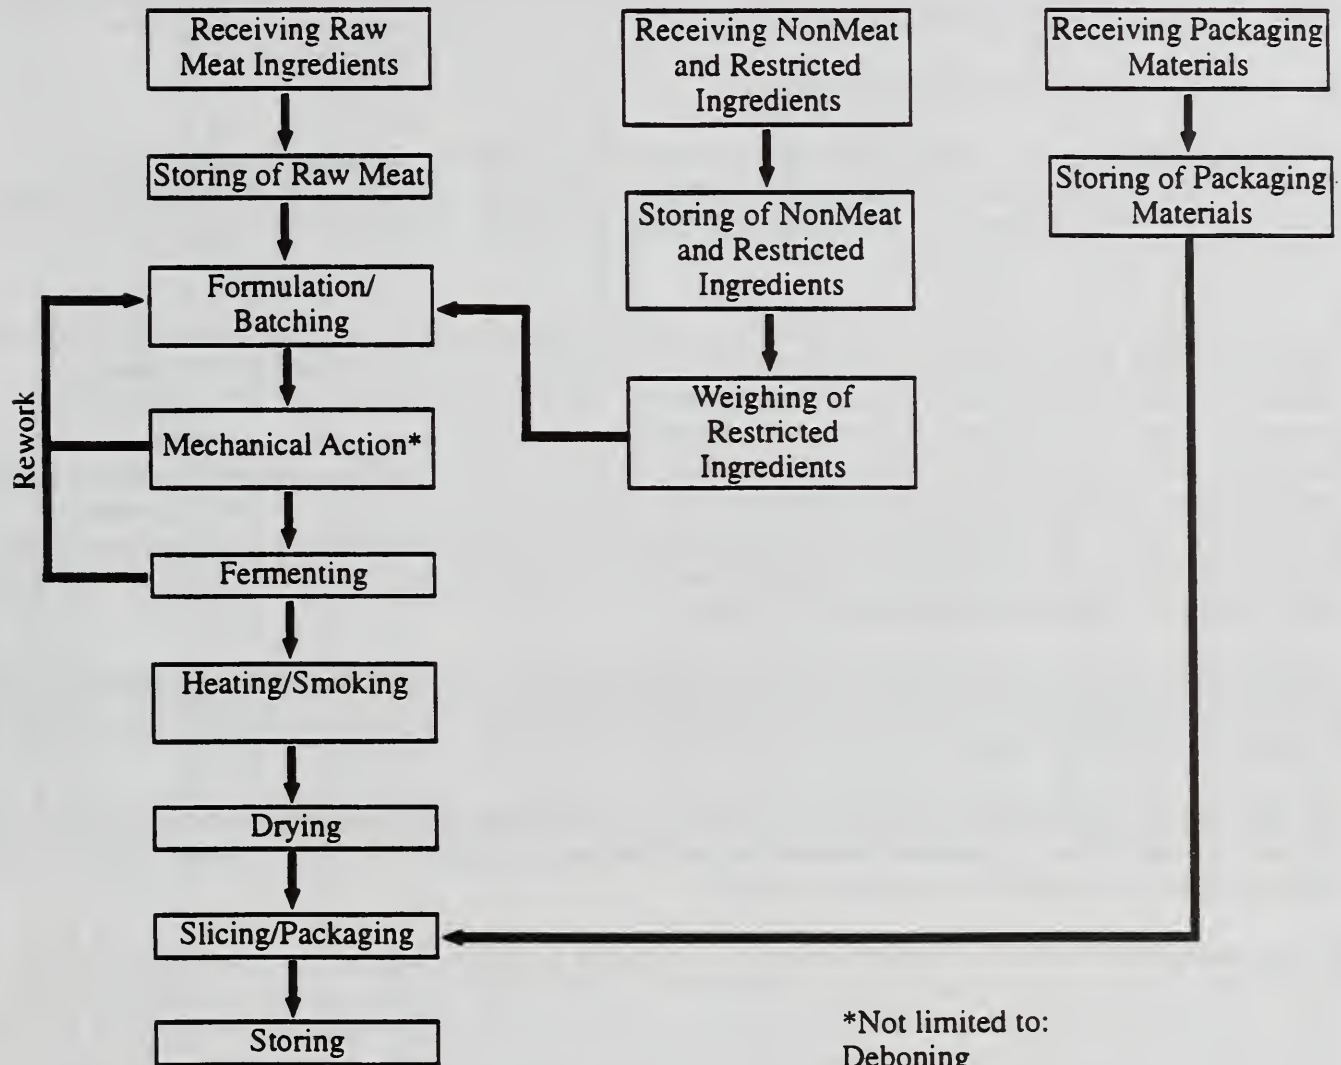 Receiving Raw
Meat Ingredients
Storing of Raw Meat
Formulation/
Batching
Rework
Mechanical Action*
Fermenting
Heating/Smoking
Drying
Slicing/Packaging
Storing
Receiving NonMeat
and Restricted
Ingredients
Storing of NonMeat
and Restricted
Ingredients
Weighing of
Restricted
Ingredients
Receiving Packaging
Materials
Storing of Packaging
Materials
*Not limited to:
Deboning